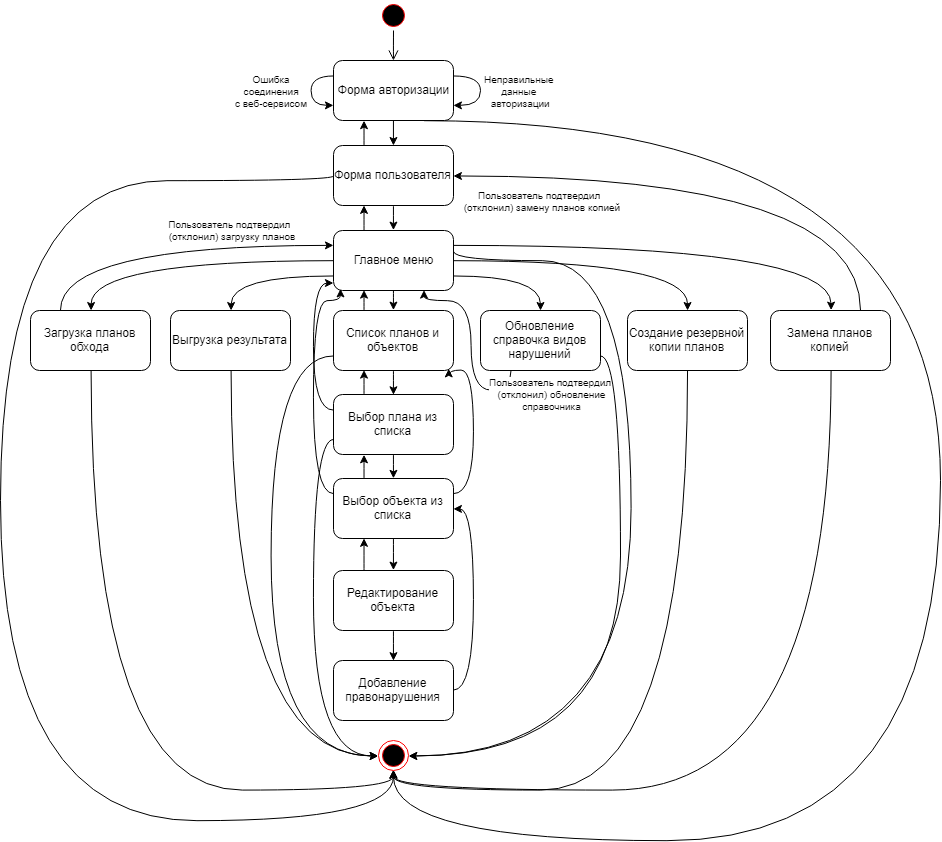 Ошибка
соединения
с веб-сервисом
Форма авторизации
Неправильные
данные
авторизации
Форма пользователя
Пользователь подтвердил
(отклонил) замену планов копией
Пользователь подтвердил
(отклонил) загрузку планов
Главное меню
Загрузка планов
обхода
Выгрузка результата
Список планов и
объектов
Обновление
справочка видов
нарушений
Создание резервной
копии планов
Замена планов
копией
Пользователь подтвердил
(отклонил) обновление
справочника
Выбор плана из
списка
Выбор объекта из
списка
Редактирование
объекта
Добавление
правонарушения